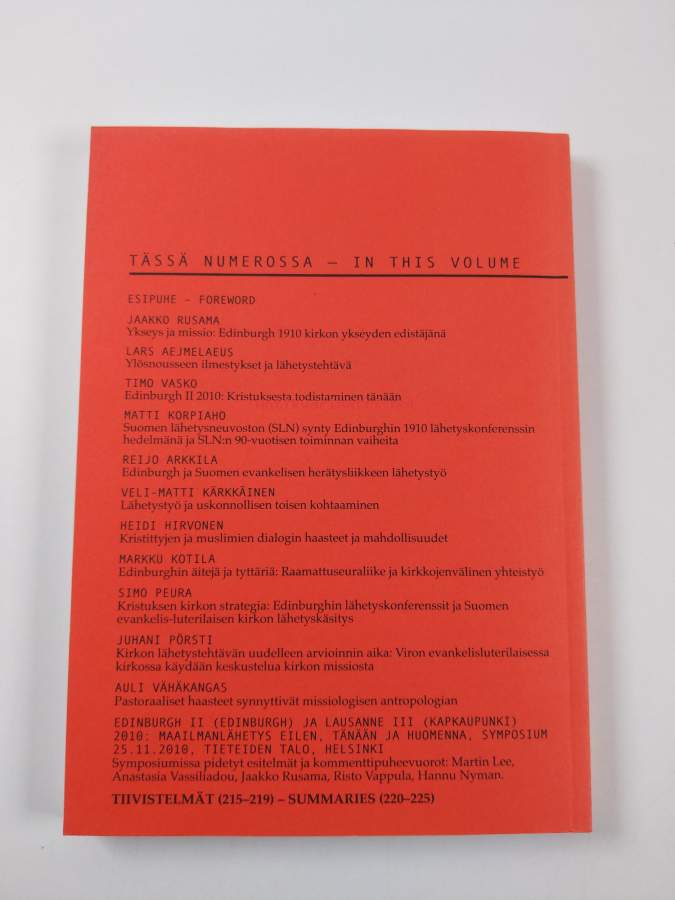 TÄSSÄ NUMEROSSA – IN THIS VOLUME
ESIPUHE – FOREWORD
JAAKKO RUSAMA
Ykseys ja missio: Edinburgh 1910 kirkon ykseyden edistäjänä
LARS AEJMELAEUS
Ylösnousseen ilmestykset ja lähetystehtävä
TIMO VASKO
Edinburgh II 2010: Kristuksesta todistaminen tänään
MATTI KORPIAHO
Suomen lähetysneuvoston (SLN) synty Edinburghin 1910 lähetyskonferenssin
hedelmänä ja SLN:n 90-vuotisen toiminnan vaiheita
REIJO ARKKILA
Edinburgh ja Suomen evankelisen herätysliikkeen lähetystyö
VELI-MATTI KÄRKKÄINEN
Lähetystyö ja uskonnollisen toisen kohtaaminen
HEIDI HIRVONEN
Kristittyjen ja muslimien dialogin haasteet ja mahdollisuudet
MARKKU KOTILA
Edinburghin äitejä ja tyttäriä: Raamattuseuraliike ja kirkkojenvälinen yhteistyö
SIMO PEURA
Kristuksen kirkon strategia: Edinburghin lähetyskonferenssit ja Suomen
evankelis-luterilaisen kirkon lähetyskäsitys
JUHANI PÖRSTI
Kirkon lähetystehtävän uudelleen arvioinnin aika: Viron evankelisluterilaisessa
kirkossa käydään keskustelua kirkon missiosta
AULI VÄHÄKANGAS
Pastoraaliset haasteet synnyttivät missiologisen antropologian
EDINBURGH II (EDINBURGH) JA LAUSANNE III (KAPKAUPUNKI)
2010: MAAILMANLÄHETYS EILEN, TÄNÄÄN JA HUOMENNA, SYMPOSIUM
25.11.2010, TIETEIDEN TALO, HELSINKI
Symposiumissa pidetyt esitelmät ja kommenttipuheevuorot: Martin Lee,
Anastasia Vassiliadou, Jaakko Rusama, Risto Vappula, Hannu Nyman.
TIIVISTELMÄT (215–219) – SUMMARIES (220–225)